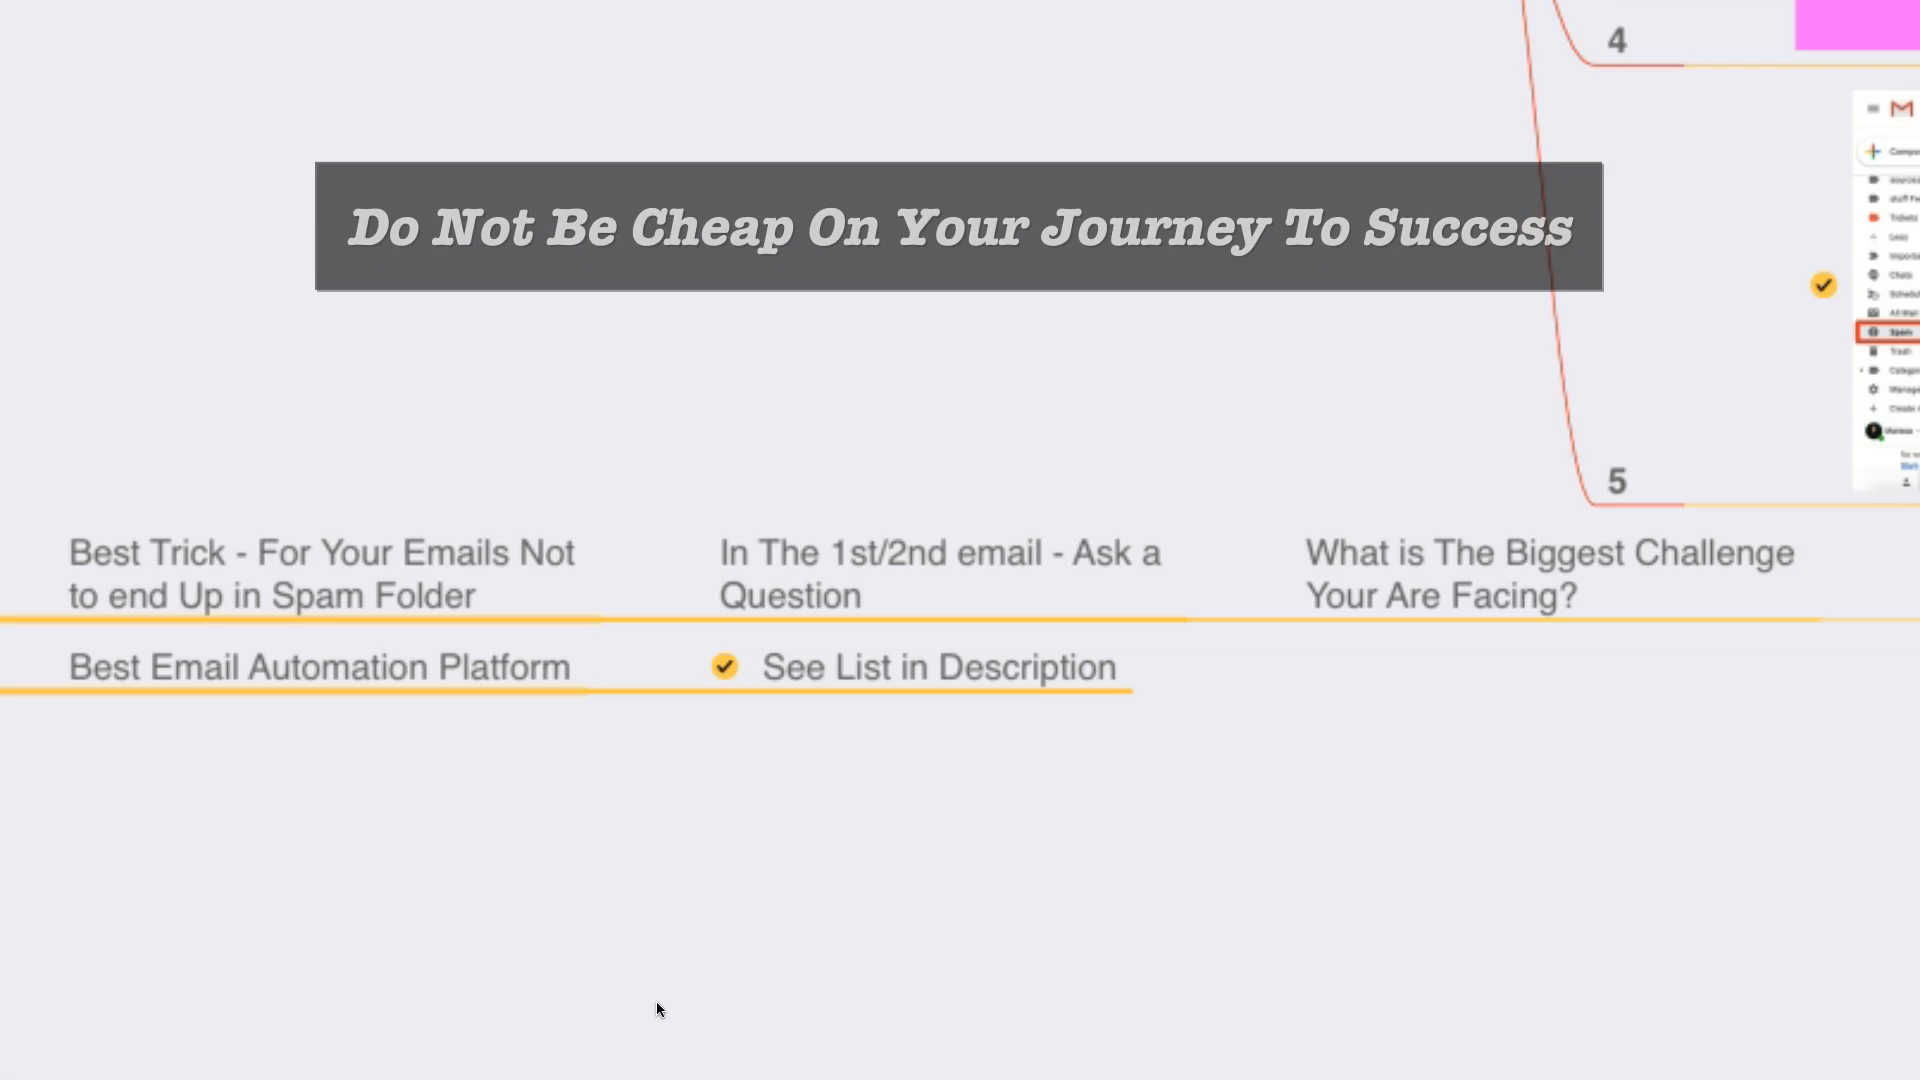 4
Do Not Be Cheap On Your Journey To Success
Spam
Trash
5
Best Trick - For Your Emails Not
to end Up in Spam Folder
In The 1st/2nd email - Ask a
Question
What is The Biggest Challenge
Your Are Facing?
Best Email Automation Platform
See List in Description